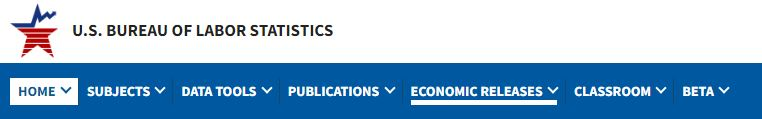 U.S. BUREAU OF LABOR STATISTICS
HOME SUBJECTS DATA TOOLS PUBLICATIONS ECONOMIC RELEASES CLASSROOM BETA